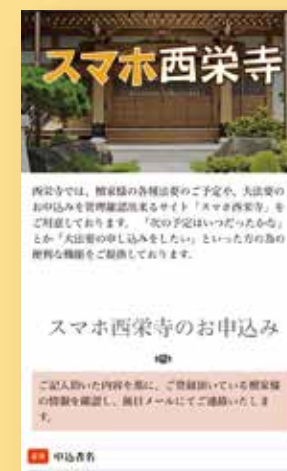 スマホ西栄寺
西栄寺では、檀家様の各種法要のご予定や、大法要の
お申込みを管理確認出来るサイト「スマホ西栄寺」を
ご用意しております。「次の予定はいつだったかな」
とか「大法要の申し込みをしたい」といった方の為の
便利な機能をご提供しております。
スマホ西栄寺のお申込み
ご記入頂いた内容を基に、ご登録頂いている檀家様
の情報を確認し、後日メールにてご連絡いたしま
す。
必須 申込者名